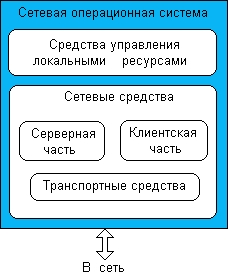 Сетевая операционная система
Средства управления
локальными ресурсами
Сетевые средства
Серверная
часть
Клиентская
часть
Транспортные средства
В сеть